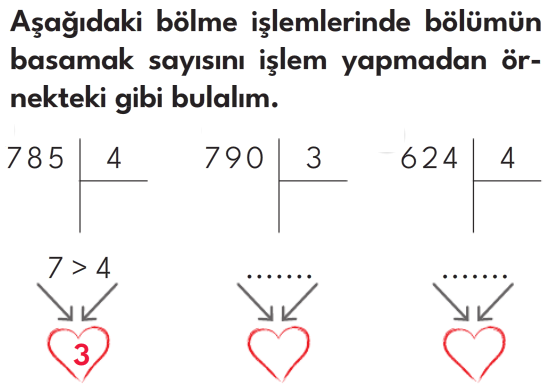 Aşağıdaki bölme işlemlerinde bölümün
basamak sayısını işlem yapmadan ör-
nekteki gibi bulalım.
785 4 790 3 624 4
7 > 4 ....... .......
3